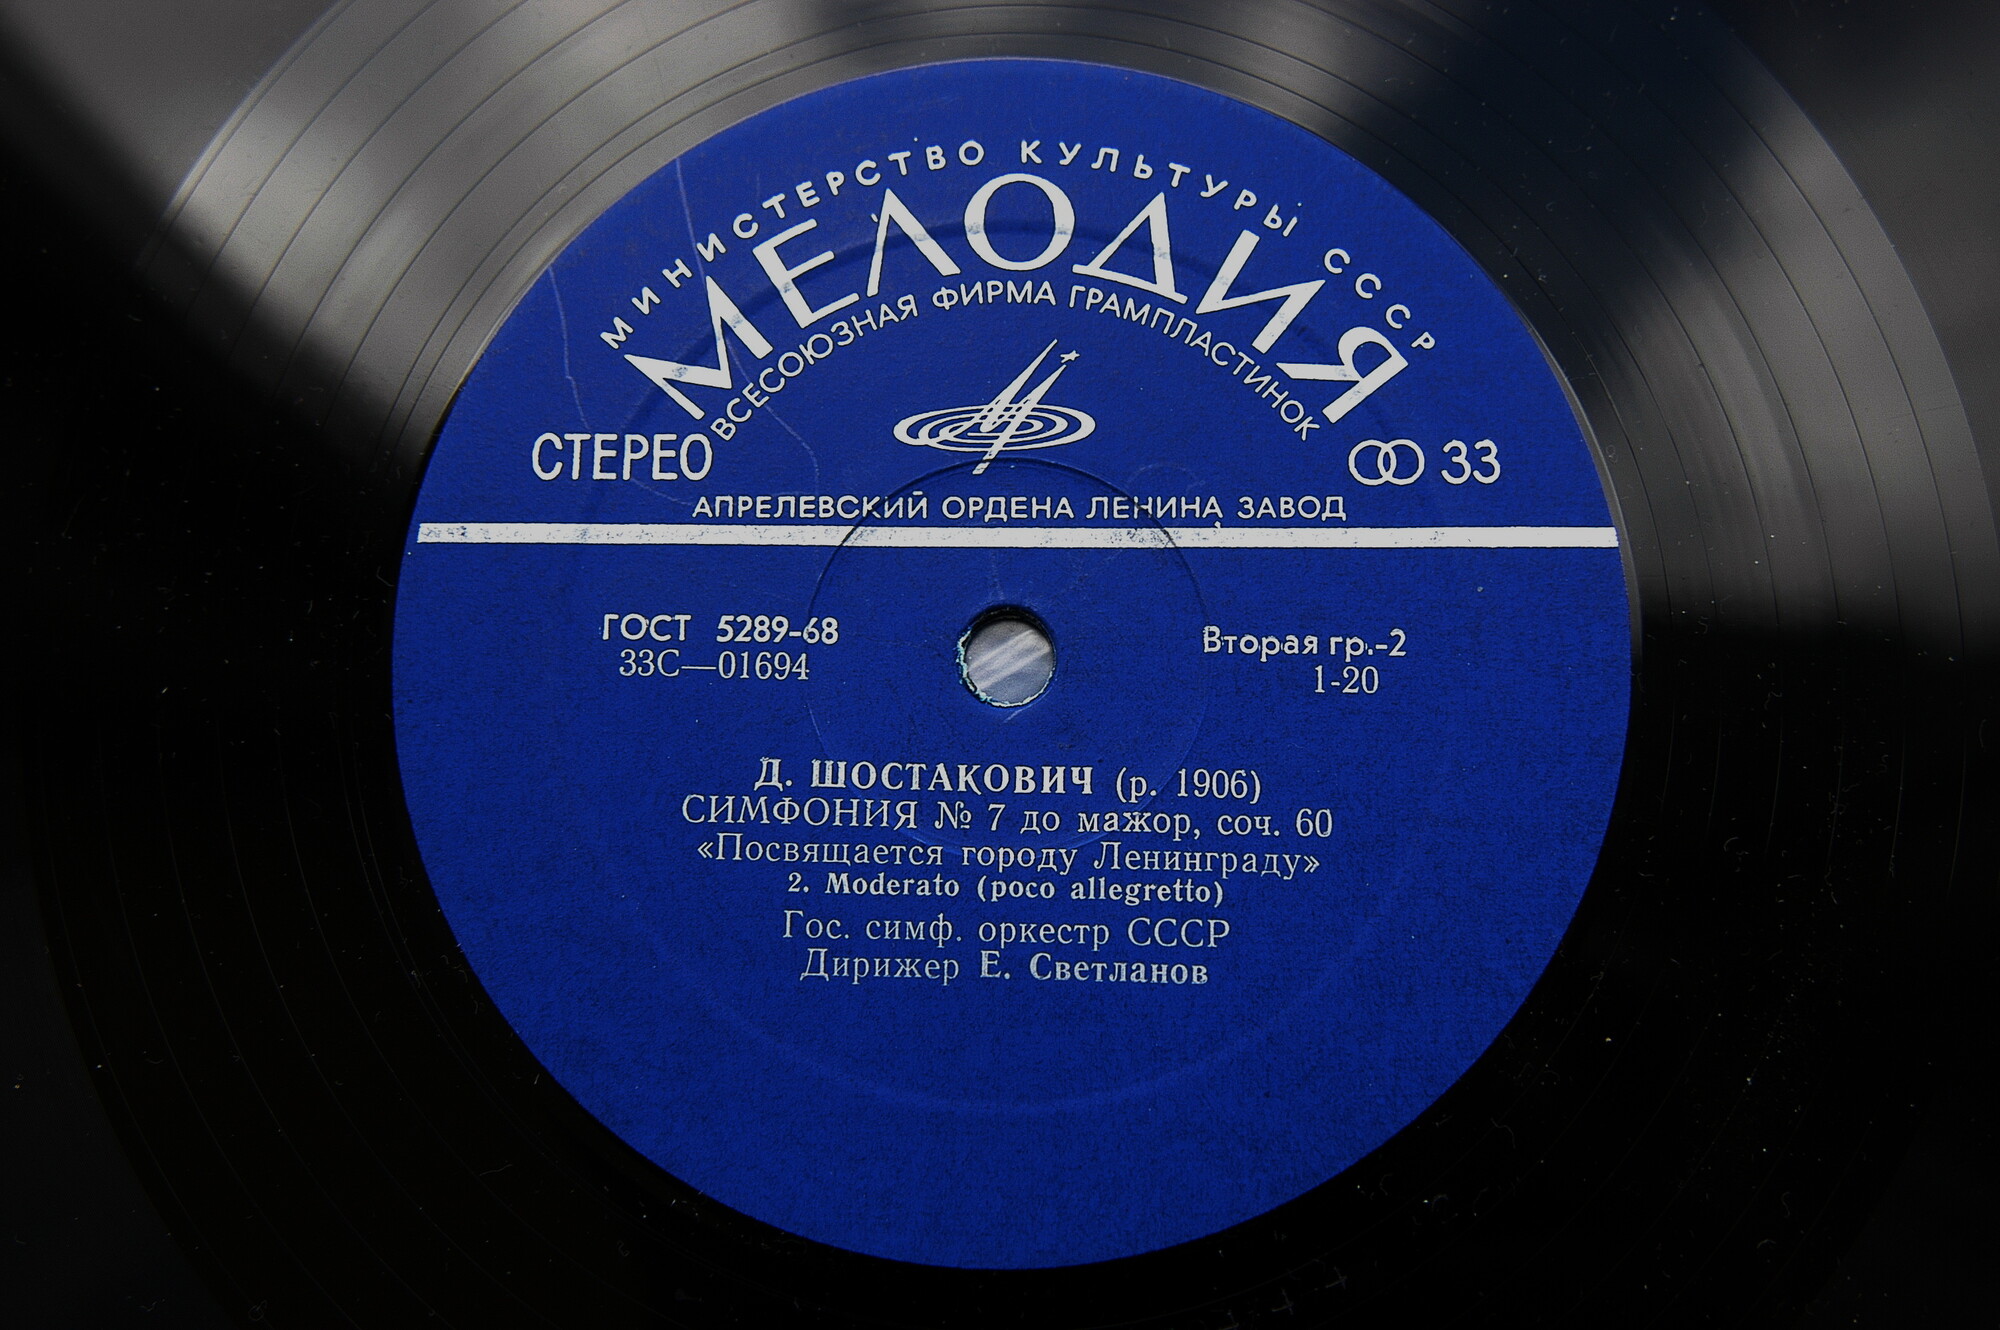 МИНИСТЕРСТВО КУЛЬТУРЫ СССР
МЕЛОДИЯ
ВСЕСОЮЗНАЯ ФИРМА ГРАМПЛАСТИНОК
СТЕРЕО
33
АПРЕЛЕВСКИЙ ОРДЕНА ЛЕНИНА ЗАВОД
ГОСТ 5289-68
33С—01694
Вторая гр.-2
1-20
Д. ШОСТАКОВИЧ (р. 1906)
СИМФОНИЯ № 7 до мажор, соч. 60
«Посвящается городу Ленинграду»
2. Moderato (poco allegretto)
Гос. симф. оркестр СССР
Дирижер Е. Светланов